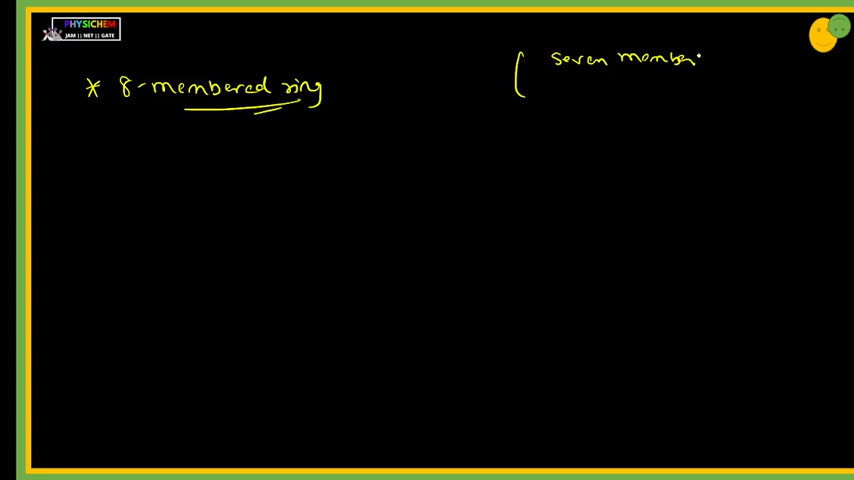 PHYSICHEM
JAM || NET || GATE
* 8-membered ring
( seven member